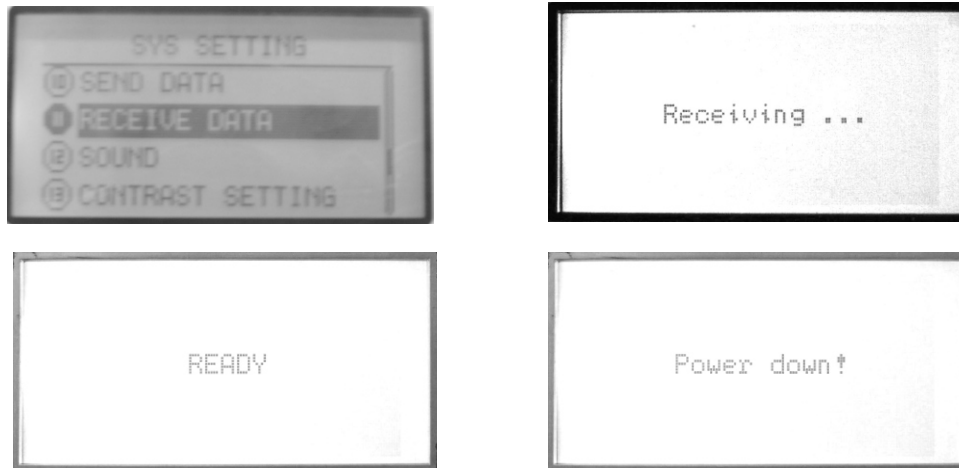 SYS SETTING
10 SEND DATA
11 RECEIVE DATA
12 SOUND
13 CONTRAST SETTING
Receiving ...
READY
Power down!